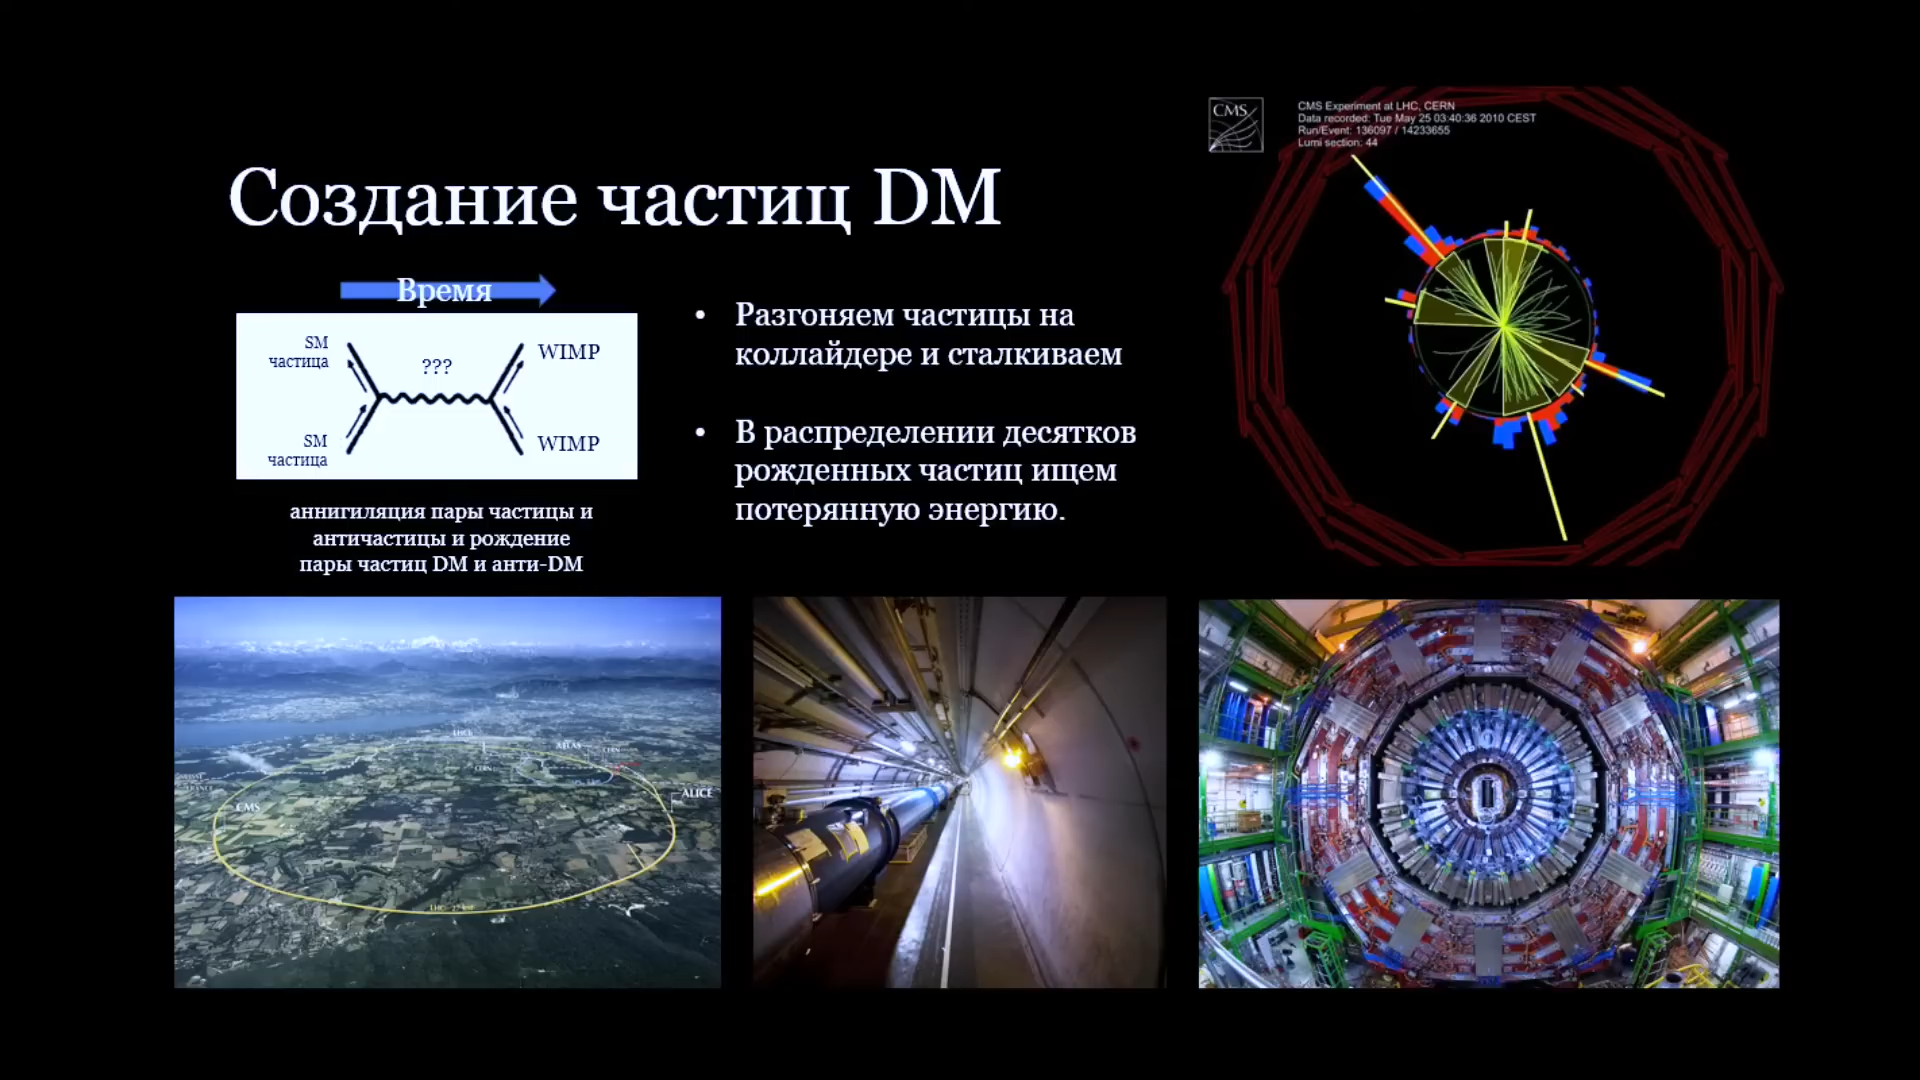 CMS
CMS Experiment at LHC, CERN
Data recorded: Tue May 25 03:40:36 2010 CEST
Run/Event: 136097 / 14233655
Lumi section: 44
Создание частиц DM
Время
SM
частица
???
WIMP
SM
частица
WIMP
аннигиляция пары частицы и
античастицы и рождение
пары частиц DM и анти-DM
• Разгоняем частицы на
коллайдере и сталкиваем
• В распределении десятков
рожденных частиц ищем
потерянную энергию.
ATLAS
CMS
ALICE